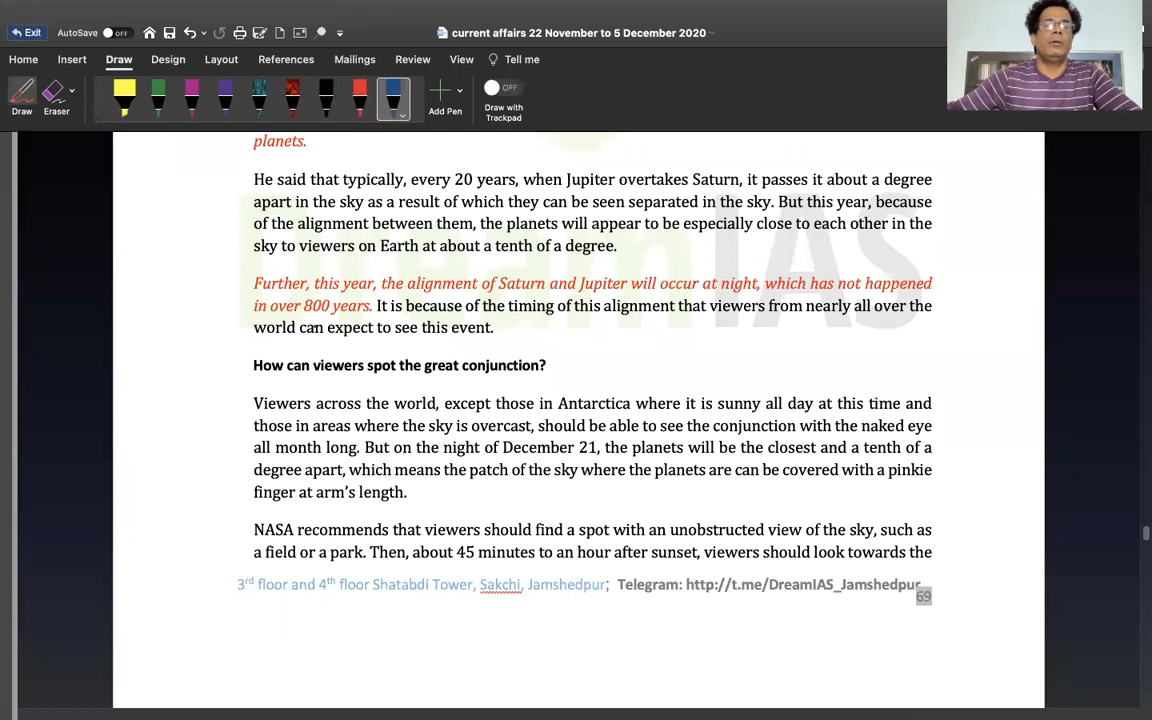 Exit AutoSave OFF current affairs 22 November to 5 December 2020
Home Insert Draw Design Layout References Mailings Review View Tell me
Draw Eraser Add Pen OFF Draw with Trackpad
planets.
He said that typically, every 20 years, when Jupiter overtakes Saturn, it passes it about a degree
apart in the sky as a result of which they can be seen separated in the sky. But this year, because
of the alignment between them, the planets will appear to be especially close to each other in the
sky to viewers on Earth at about a tenth of a degree.
Further, this year, the alignment of Saturn and Jupiter will occur at night, which has not happened
in over 800 years. It is because of the timing of this alignment that viewers from nearly all over the
world can expect to see this event.
How can viewers spot the great conjunction?
Viewers across the world, except those in Antarctica where it is sunny all day at this time and
those in areas where the sky is overcast, should be able to see the conjunction with the naked eye
all month long. But on the night of December 21, the planets will be the closest and a tenth of a
degree apart, which means the patch of the sky where the planets are can be covered with a pinkie
finger at arm's length.
NASA recommends that viewers should find a spot with an unobstructed view of the sky, such as
a field or a park. Then, about 45 minutes to an hour after sunset, viewers should look towards the
3rd floor and 4th floor Shatabdi Tower, Sakchi, Jamshedpur; Telegram: http://t.me/DreamIAS_Jamshedpur
69
DreamIAS